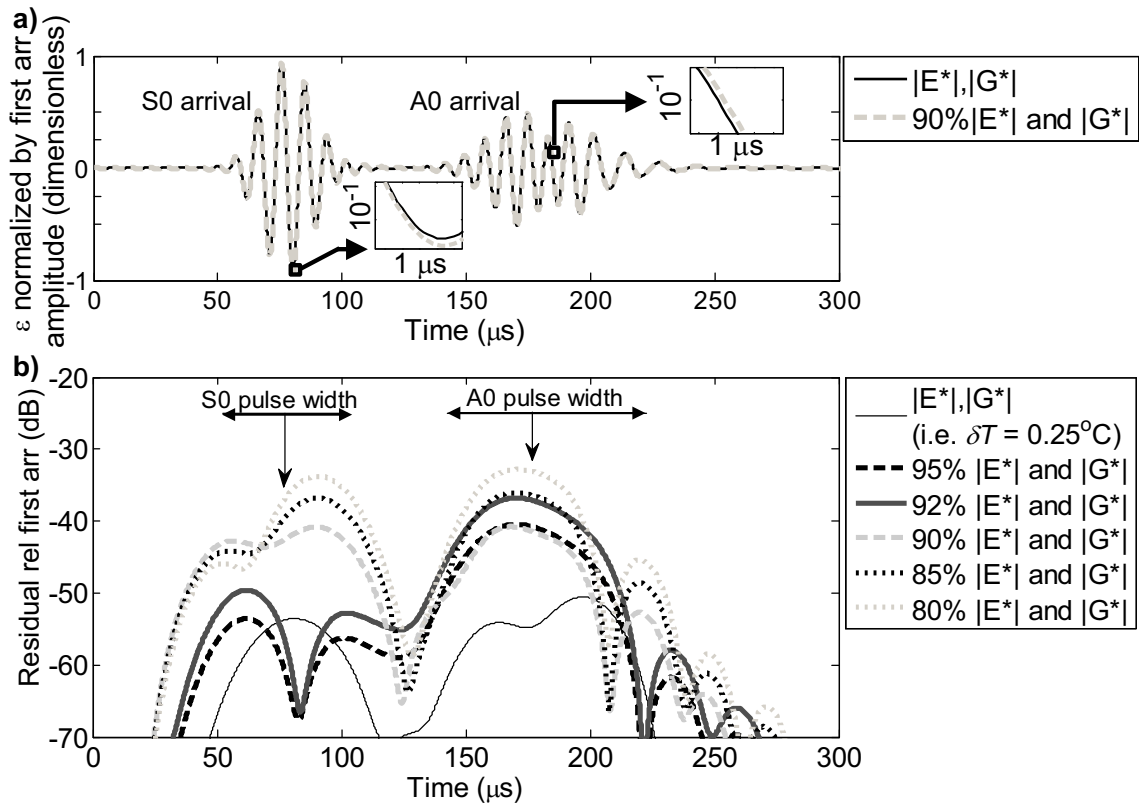 a)
ε normalized by first arr
amplitude (dimensionless)
1
0
-1
S0 arrival
A0 arrival
10⁻¹
1 μs
10⁻¹
1 μs
0 50 100 150 200 250 300
Time (μs)
|E*|,|G*|
90%|E*| and |G*|
b)
Residual rel first arr (dB)
-20
-30
-40
-50
-60
-70
S0 pulse width
A0 pulse width
0 50 100 150 200 250 300
Time (μs)
|E*|,|G*|
(i.e. δT = 0.25°C)
95% |E*| and |G*|
92% |E*| and |G*|
90% |E*| and |G*|
85% |E*| and |G*|
80% |E*| and |G*|